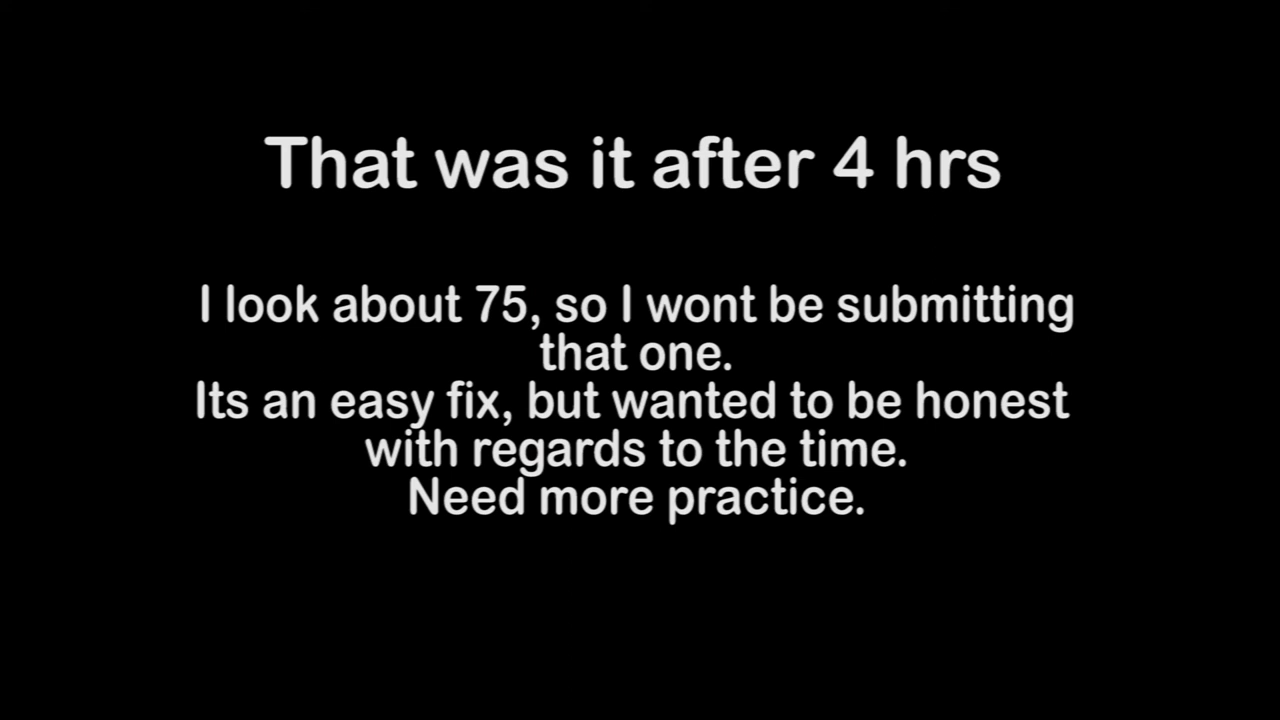 That was it after 4 hrs
I look about 75, so I wont be submitting
that one.
Its an easy fix, but wanted to be honest
with regards to the time.
Need more practice.